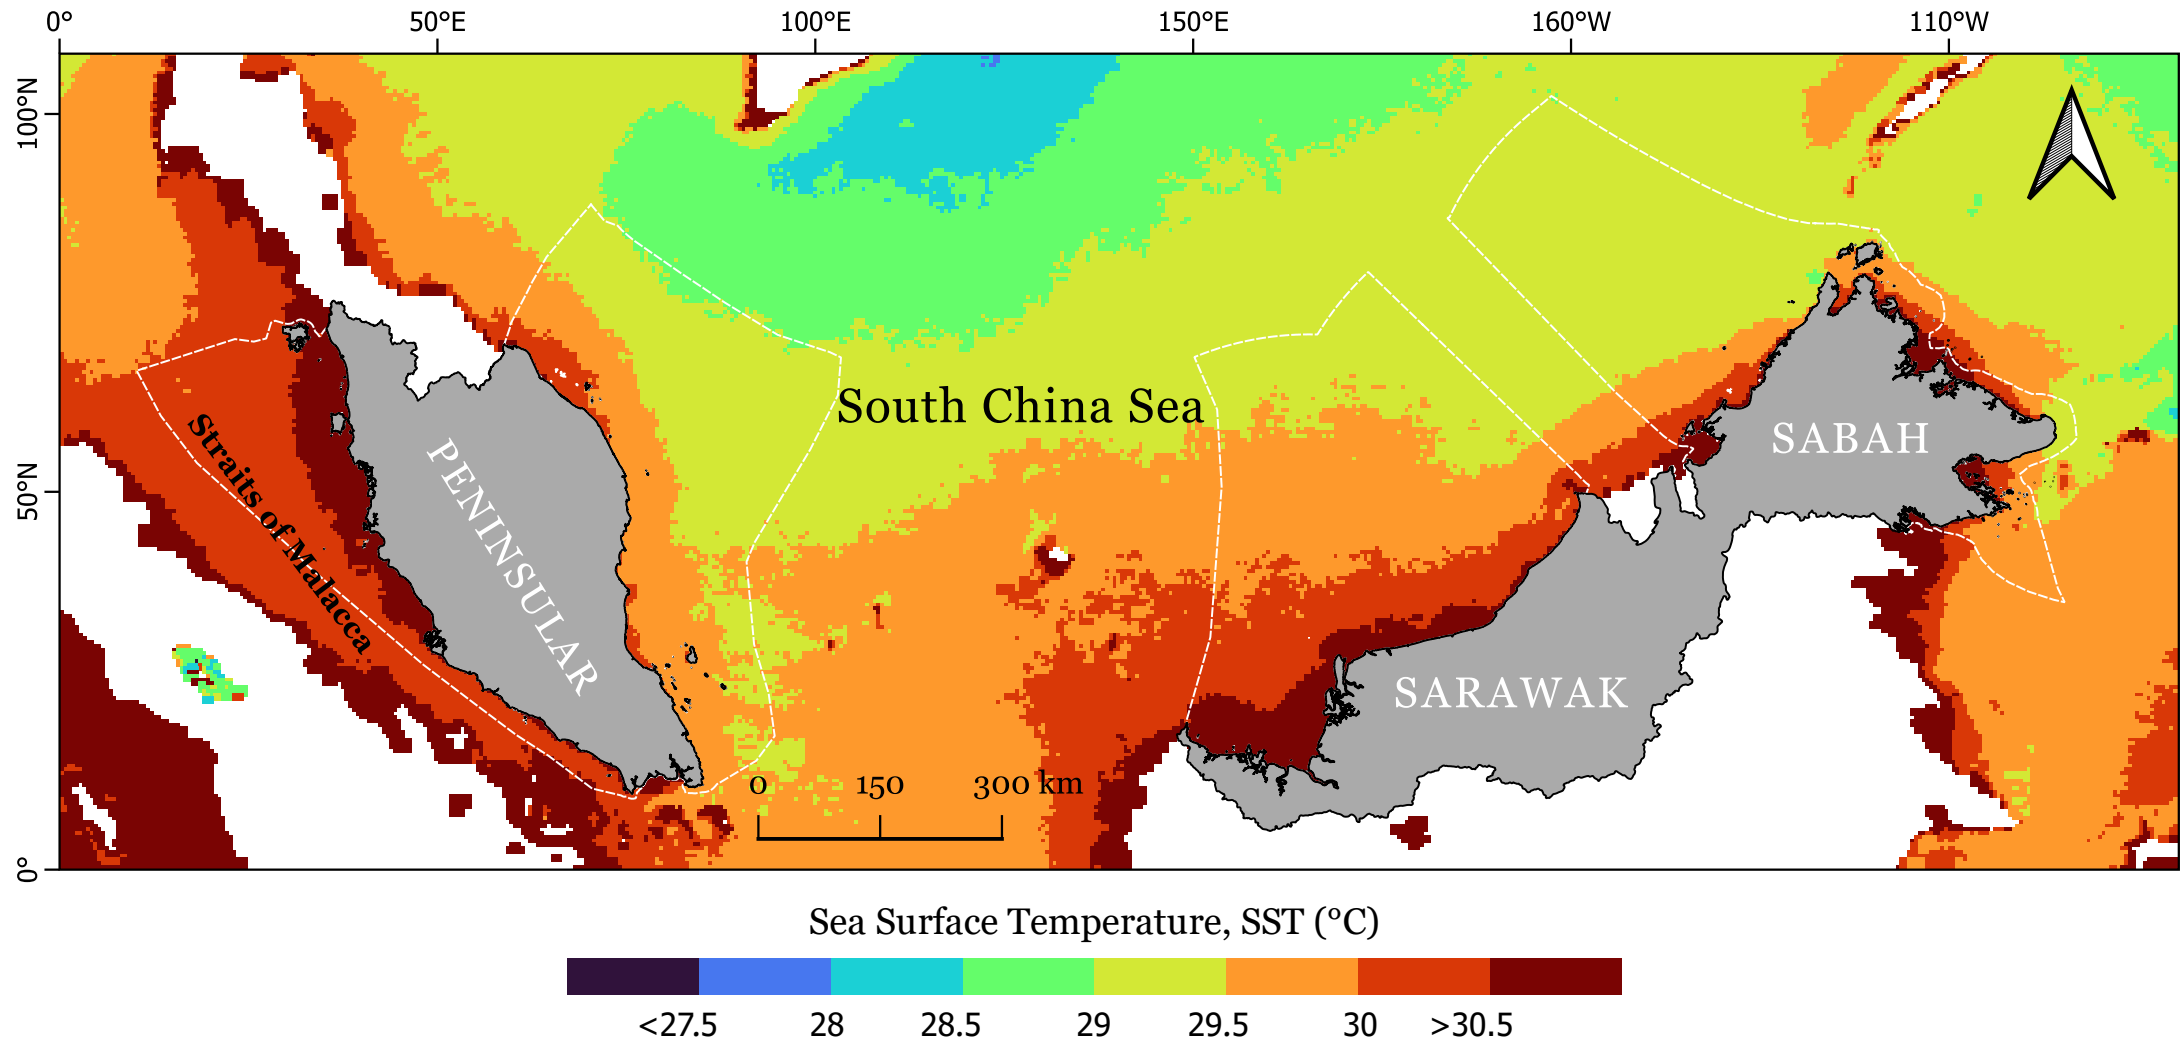 0° 50°E 100°E 150°E 160°W 110°W
100°N
50°N
0°
South China Sea
Straits of Malacca
PENINSULAR
SABAH
SARAWAK
0 150 300 km
Sea Surface Temperature, SST (°C)
<27.5 28 28.5 29 29.5 30 >30.5